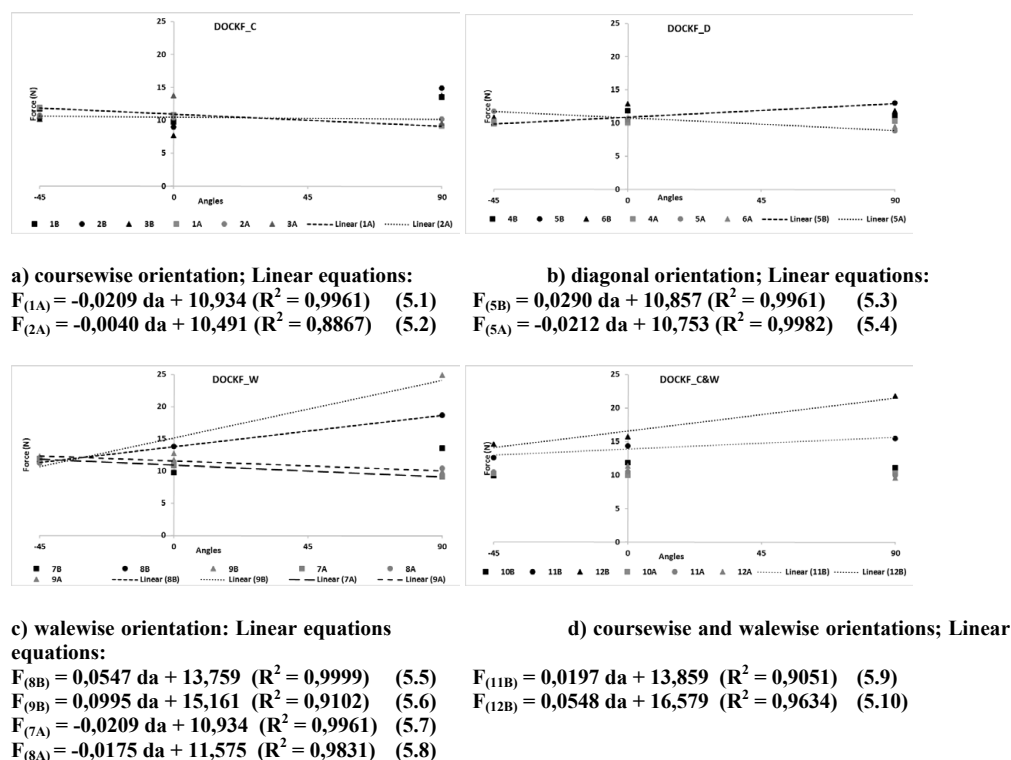 DOCKF_C
25
20
15
10
5
0
Force (N)
-45 0 45 90
Angles
1B 2B 3B 1A 2A 3A Linear (1A) Linear (2A)
DOCKF_D
25
20
15
10
5
0
Force (N)
-45 0 45 90
Angles
4B 5B 6B 4A 5A 6A Linear (5B) Linear (5A)
a) coursewise orientation; Linear equations:
F(1A) = -0,0209 da + 10,934 (R² = 0,9961) (5.1)
F(2A) = -0,0040 da + 10,491 (R² = 0,8867) (5.2)
b) diagonal orientation; Linear equations:
F(5B) = 0,0290 da + 10,857 (R² = 0,9961) (5.3)
F(5A) = -0,0212 da + 10,753 (R² = 0,9982) (5.4)
DOCKF_W
25
20
15
10
5
0
Force (N)
-45 0 45 90
Angles
7B 8B 9B 7A 8A
9A Linear (8B) Linear (9B) Linear (7A) Linear (9A)
DOCKF_C&W
25
20
15
10
5
0
Force (N)
-45 0 45 90
Angles
10B 11B 12B 10A 11A 12A Linear (11B) Linear (12B)
c) walewise orientation: Linear equations
d) coursewise and walewise orientations; Linear
equations:
F(8B) = 0,0547 da + 13,759 (R² = 0,9999) (5.5)
F(9B) = 0,0995 da + 15,161 (R² = 0,9102) (5.6)
F(7A) = -0,0209 da + 10,934 (R² = 0,9961) (5.7)
F(8A) = -0,0175 da + 11,575 (R² = 0,9831) (5.8)
F(11B) = 0,0197 da + 13,859 (R² = 0,9051) (5.9)
F(12B) = 0,0548 da + 16,579 (R² = 0,9634) (5.10)